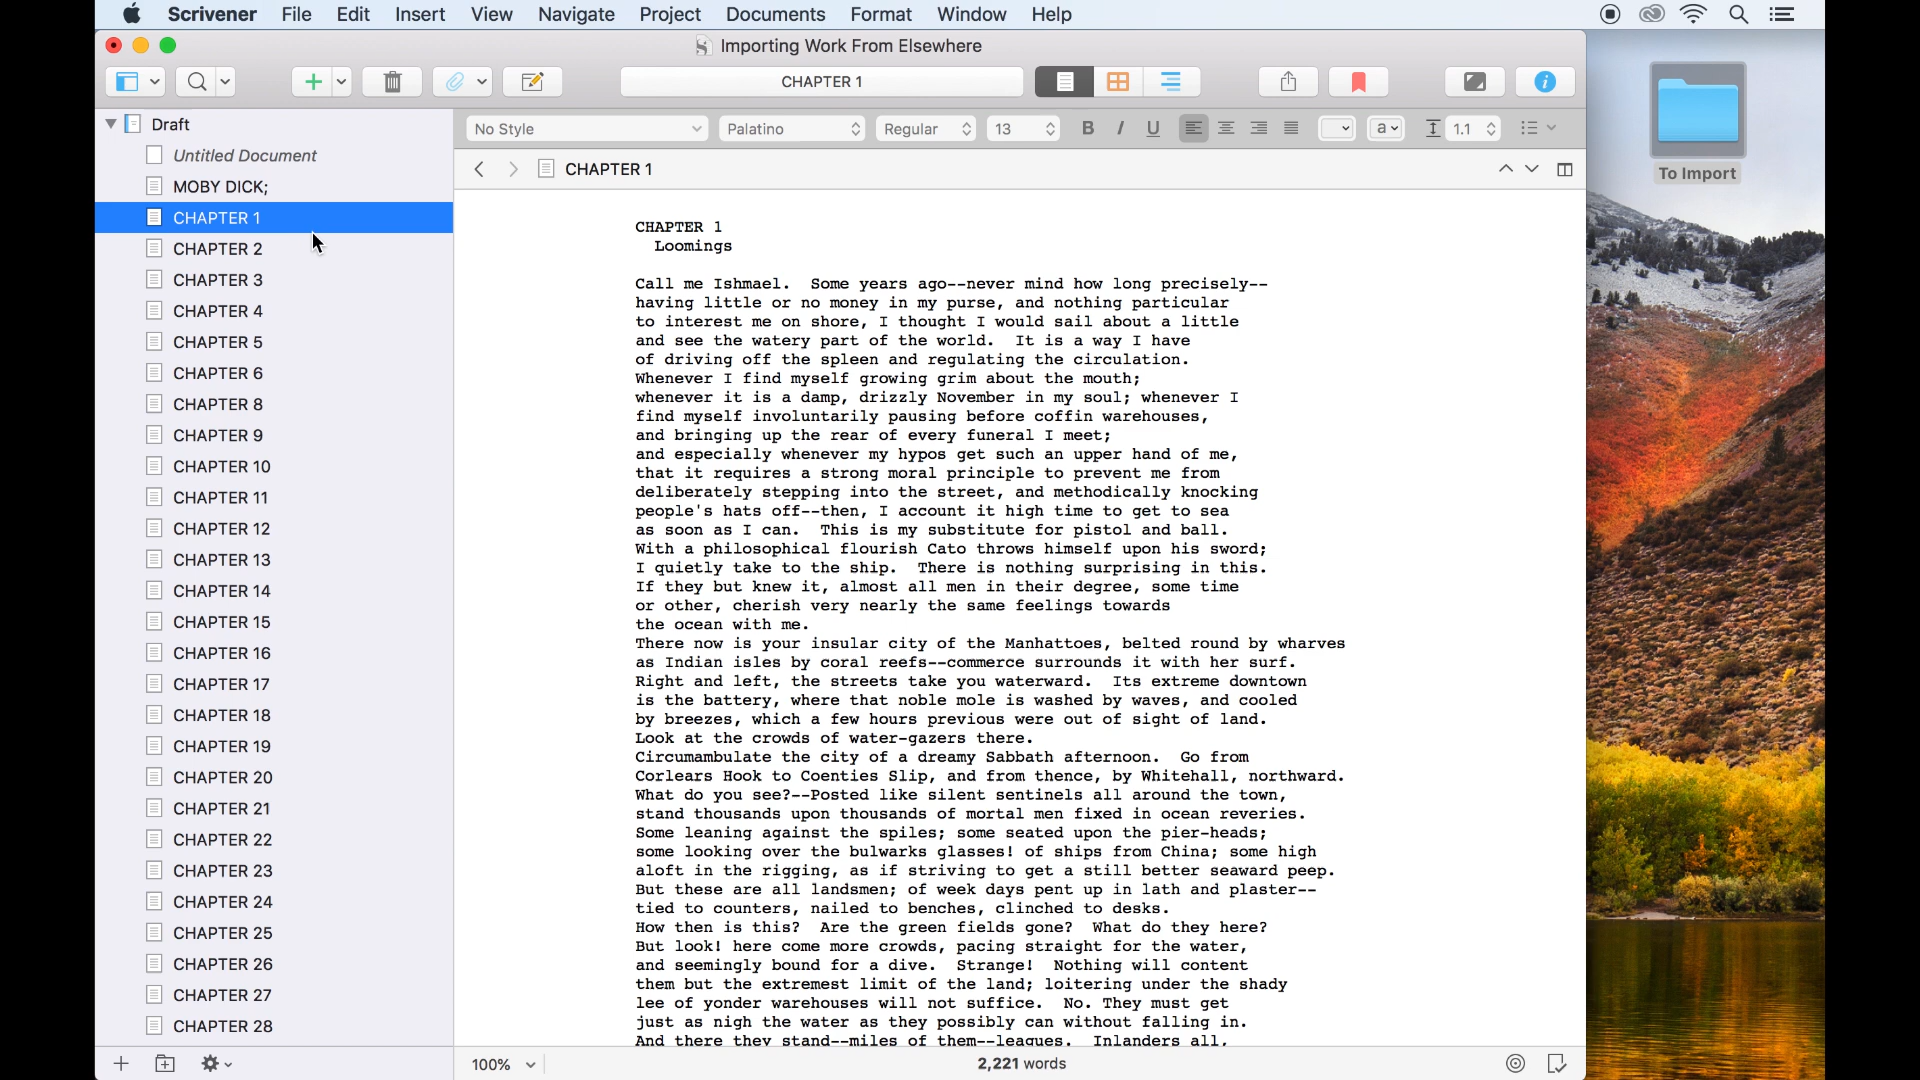 Scrivener File Edit Insert View Navigate Project Documents Format Window Help
Importing Work From Elsewhere
CHAPTER 1
No Style Palatino Regular 13 B I U a 1.1
CHAPTER 1
Draft
Untitled Document
MOBY DICK;
CHAPTER 1
CHAPTER 2
CHAPTER 3
CHAPTER 4
CHAPTER 5
CHAPTER 6
CHAPTER 8
CHAPTER 9
CHAPTER 10
CHAPTER 11
CHAPTER 12
CHAPTER 13
CHAPTER 14
CHAPTER 15
CHAPTER 16
CHAPTER 17
CHAPTER 18
CHAPTER 19
CHAPTER 20
CHAPTER 21
CHAPTER 22
CHAPTER 23
CHAPTER 24
CHAPTER 25
CHAPTER 26
CHAPTER 27
CHAPTER 28
CHAPTER 1
Loomings
Call me Ishmael.  Some years ago--never mind how long precisely--
having little or no money in my purse, and nothing particular
to interest me on shore, I thought I would sail about a little
and see the watery part of the world.  It is a way I have
of driving off the spleen and regulating the circulation.
Whenever I find myself growing grim about the mouth;
whenever it is a damp, drizzly November in my soul; whenever I
find myself involuntarily pausing before coffin warehouses,
and bringing up the rear of every funeral I meet;
and especially whenever my hypos get such an upper hand of me,
that it requires a strong moral principle to prevent me from
deliberately stepping into the street, and methodically knocking
people's hats off--then, I account it high time to get to sea
as soon as I can.  This is my substitute for pistol and ball.
With a philosophical flourish Cato throws himself upon his sword;
I quietly take to the ship.  There is nothing surprising in this.
If they but knew it, almost all men in their degree, some time
or other, cherish very nearly the same feelings towards
the ocean with me.
There now is your insular city of the Manhattoes, belted round by wharves
as Indian isles by coral reefs--commerce surrounds it with her surf.
Right and left, the streets take you waterward.  Its extreme downtown
is the battery, where that noble mole is washed by waves, and cooled
by breezes, which a few hours previous were out of sight of land.
Look at the crowds of water-gazers there.
Circumambulate the city of a dreamy Sabbath afternoon.  Go from
Corlears Hook to Coenties Slip, and from thence, by Whitehall, northward.
What do you see?--Posted like silent sentinels all around the town,
stand thousands upon thousands of mortal men fixed in ocean reveries.
Some leaning against the spiles; some seated upon the pier-heads;
some looking over the bulwarks glasses! of ships from China; some high
aloft in the rigging, as if striving to get a still better seaward peep.
But these are all landsmen; of week days pent up in lath and plaster--
tied to counters, nailed to benches, clinched to desks.
How then is this?  Are the green fields gone?  What do they here?
But look! here come more crowds, pacing straight for the water,
and seemingly bound for a dive.  Strange!  Nothing will content
them but the extremest limit of the land; loitering under the shady
lee of yonder warehouses will not suffice.  No. They must get
just as nigh the water as they possibly can without falling in.
And there they stand--miles of them--leagues.  Inlanders all,
100%
2,221 words
To Import